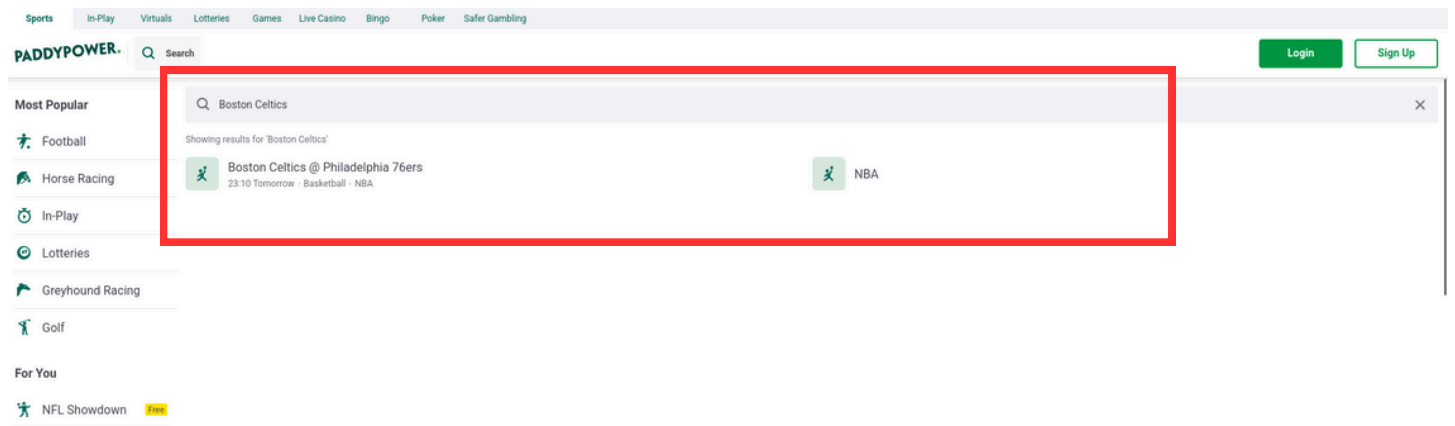 Sports In-Play Virtuals Lotteries Games Live Casino Bingo Poker Safer Gambling
PADDYPOWER. Search Login Sign Up
Most Popular
Football
Horse Racing
In-Play
Lotteries
Greyhound Racing
Golf
For You
NFL Showdown Free
Boston Celtics
Showing results for 'Boston Celtics'
Boston Celtics @ Philadelphia 76ers
23:10 Tomorrow - Basketball - NBA
NBA